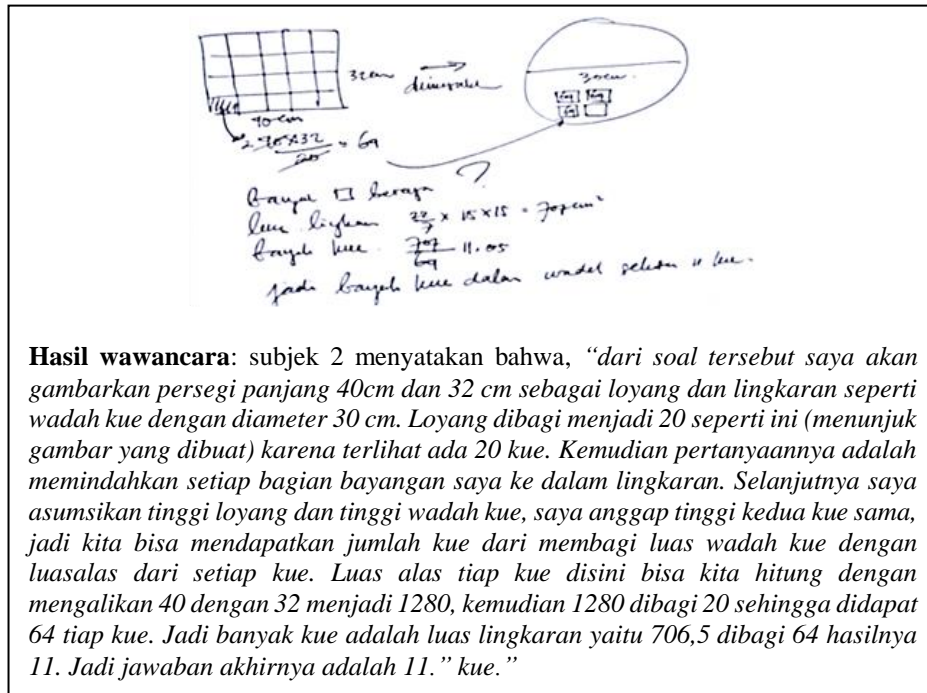 32cm
40 cm
dimasukkan
30cm.
64 64
64
2 40x32 / 20 = 64
Banyak □ berapa ?
luas lingkaran 22/7 x 15 x 15 = 707cm²
banyak kue 707/64 11.05
jadi banyak kue dalam wadah sekitar 11 kue.
Hasil wawancara: subjek 2 menyatakan bahwa, “dari soal tersebut saya akan
gambarkan persegi panjang 40cm dan 32 cm sebagai loyang dan lingkaran seperti
wadah kue dengan diameter 30 cm. Loyang dibagi menjadi 20 seperti ini (menunjuk
gambar yang dibuat) karena terlihat ada 20 kue. Kemudian pertanyaannya adalah
memindahkan setiap bagian bayangan saya ke dalam lingkaran. Selanjutnya saya
asumsikan tinggi loyang dan tinggi wadah kue, saya anggap tinggi kedua kue sama,
jadi kita bisa mendapatkan jumlah kue dari membagi luas wadah kue dengan
luasalas dari setiap kue. Luas alas tiap kue disini bisa kita hitung dengan
mengalikan 40 dengan 32 menjadi 1280, kemudian 1280 dibagi 20 sehingga didapat
64 tiap kue. Jadi banyak kue adalah luas lingkaran yaitu 706,5 dibagi 64 hasilnya
11. Jadi jawaban akhirnya adalah 11.” kue.”